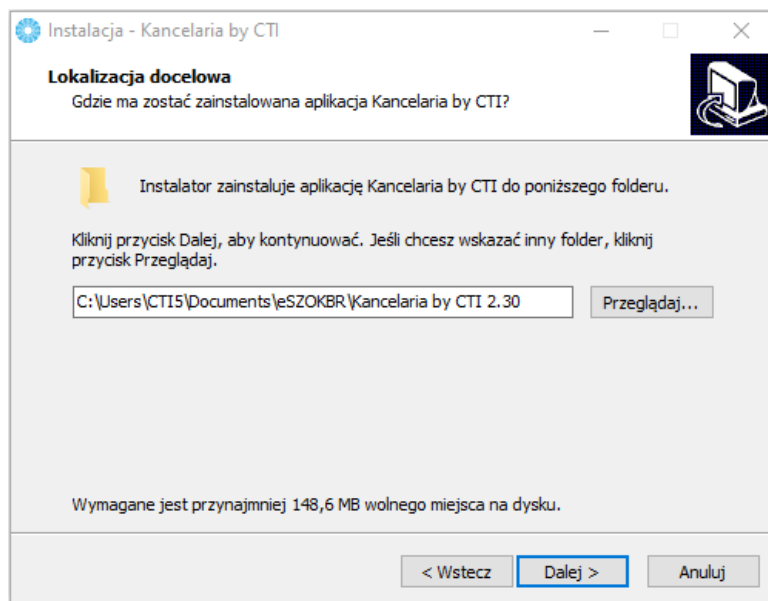 Instalacja - Kancelaria by CTI
Lokalizacja docelowa
Gdzie ma zostać zainstalowana aplikacja Kancelaria by CTI?
Instalator zainstaluje aplikację Kancelaria by CTI do poniższego folderu.
Kliknij przycisk Dalej, aby kontynuować. Jeśli chcesz wskazać inny folder, kliknij
przycisk Przeglądaj.
C:\Users\CTI5\Documents\eSZOKBR\Kancelaria by CTI 2.30
Przeglądaj...
Wymagane jest przynajmniej 148,6 MB wolnego miejsca na dysku.
< Wstecz
Dalej >
Anuluj